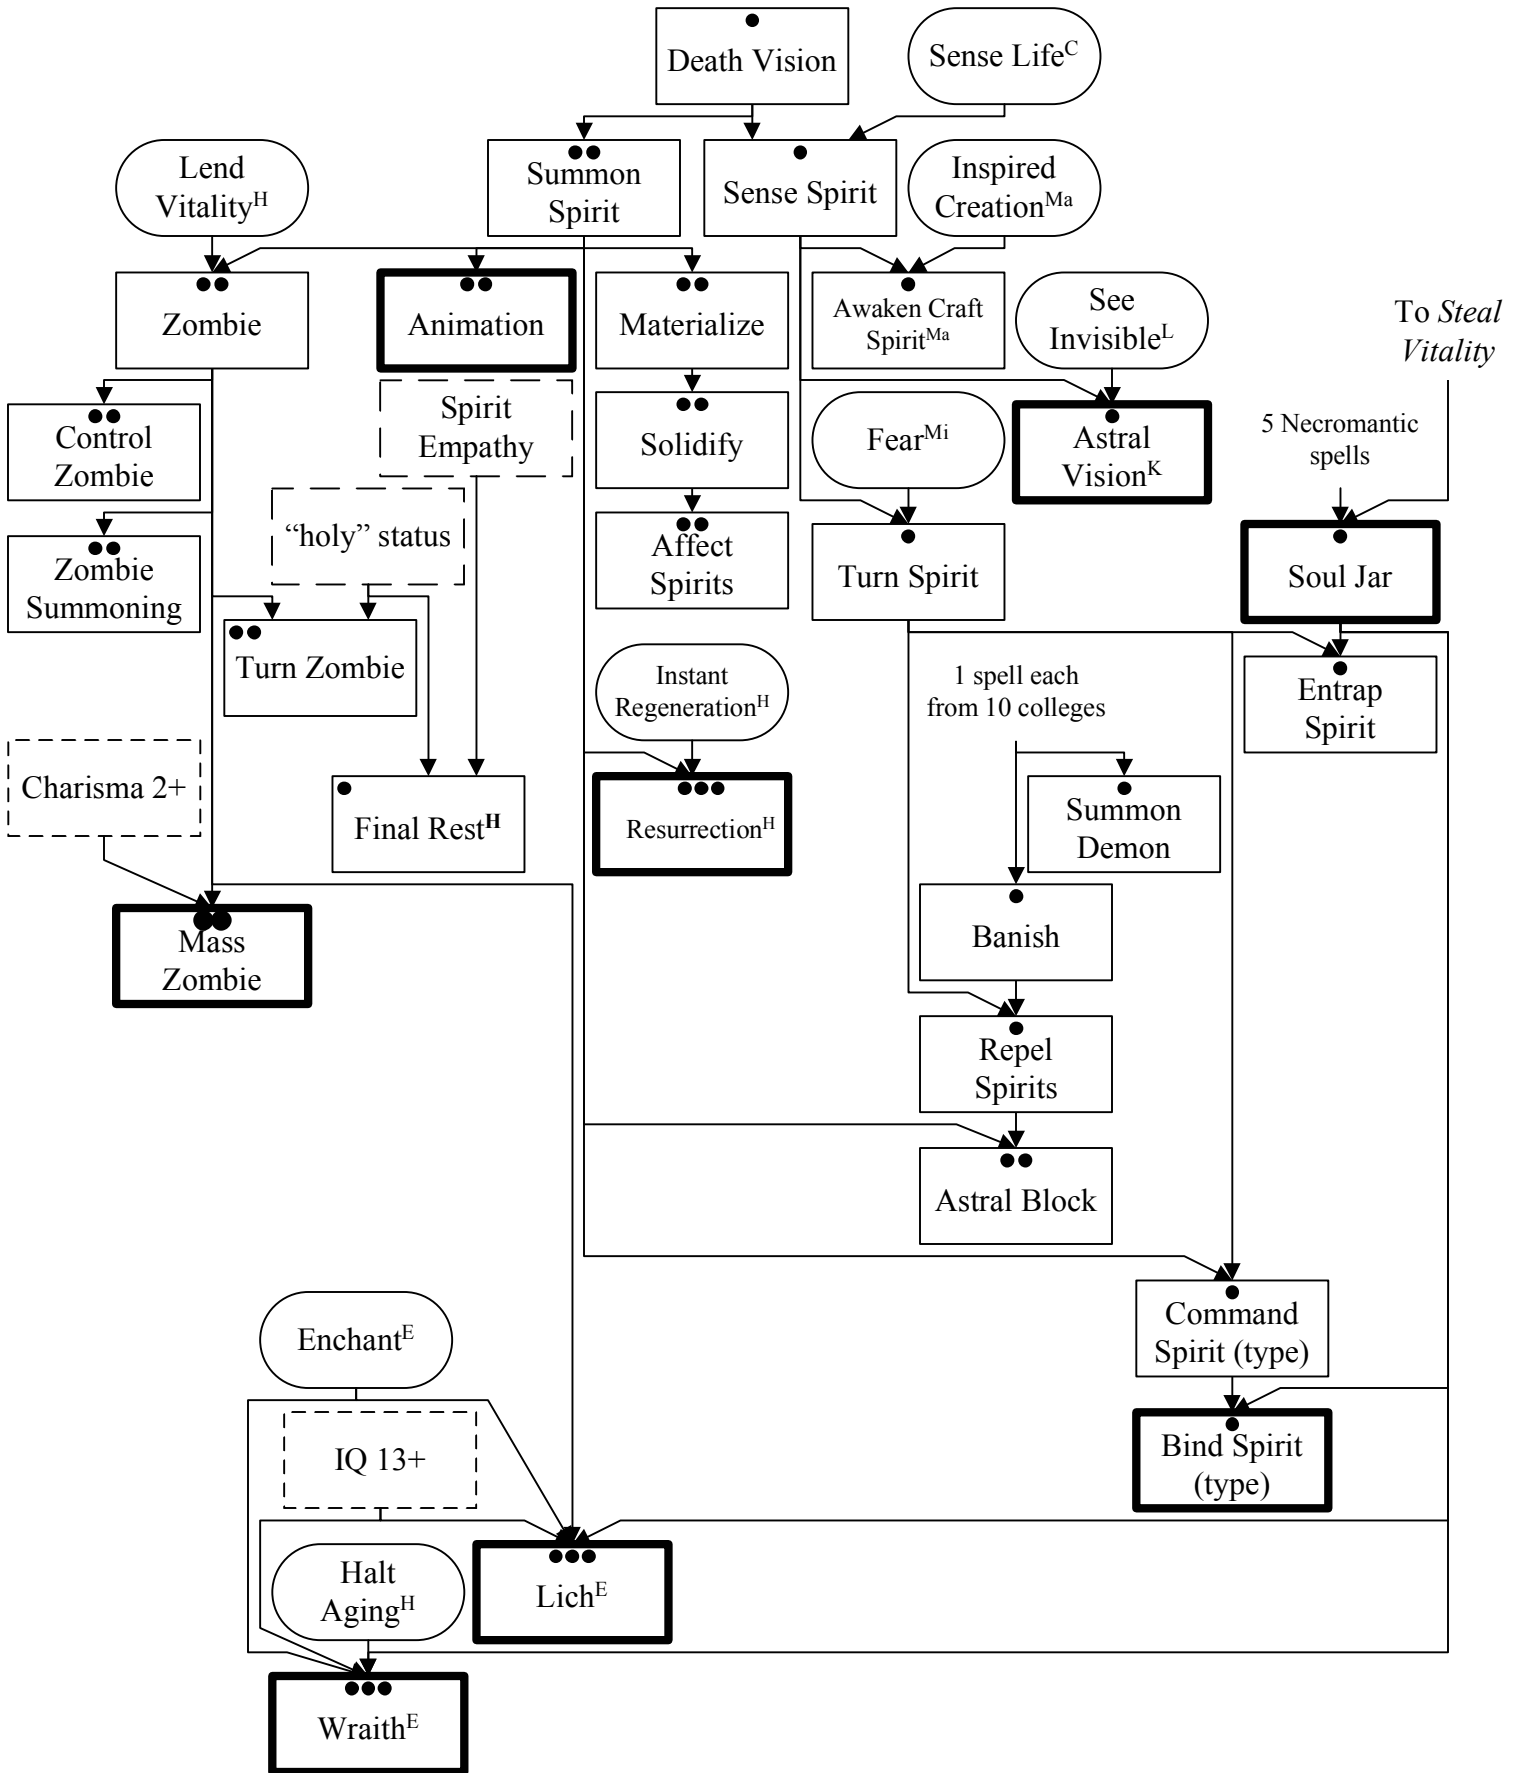 Death Vision
Sense Life^C
Lend
Vitality^H
Summon
Spirit
Sense Spirit
Inspired
Creation^Ma
Zombie
Animation
Materialize
Awaken Craft
Spirit^Ma
See
Invisible^L
To Steal
Vitality
Control
Zombie
Spirit
Empathy
Solidify
Fear^Mi
Astral
Vision^K
5 Necromantic
spells
Zombie
Summoning
“holy” status
Affect
Spirits
Turn Spirit
Soul Jar
Turn Zombie
Instant
Regeneration^H
1 spell each
from 10 colleges
Entrap
Spirit
Charisma 2+
Final Rest^H
Resurrection^H
Summon
Demon
Mass
Zombie
Banish
Repel
Spirits
Astral Block
Enchant^E
Command
Spirit (type)
IQ 13+
Bind Spirit
(type)
Halt
Aging^H
Lich^E
Wraith^E